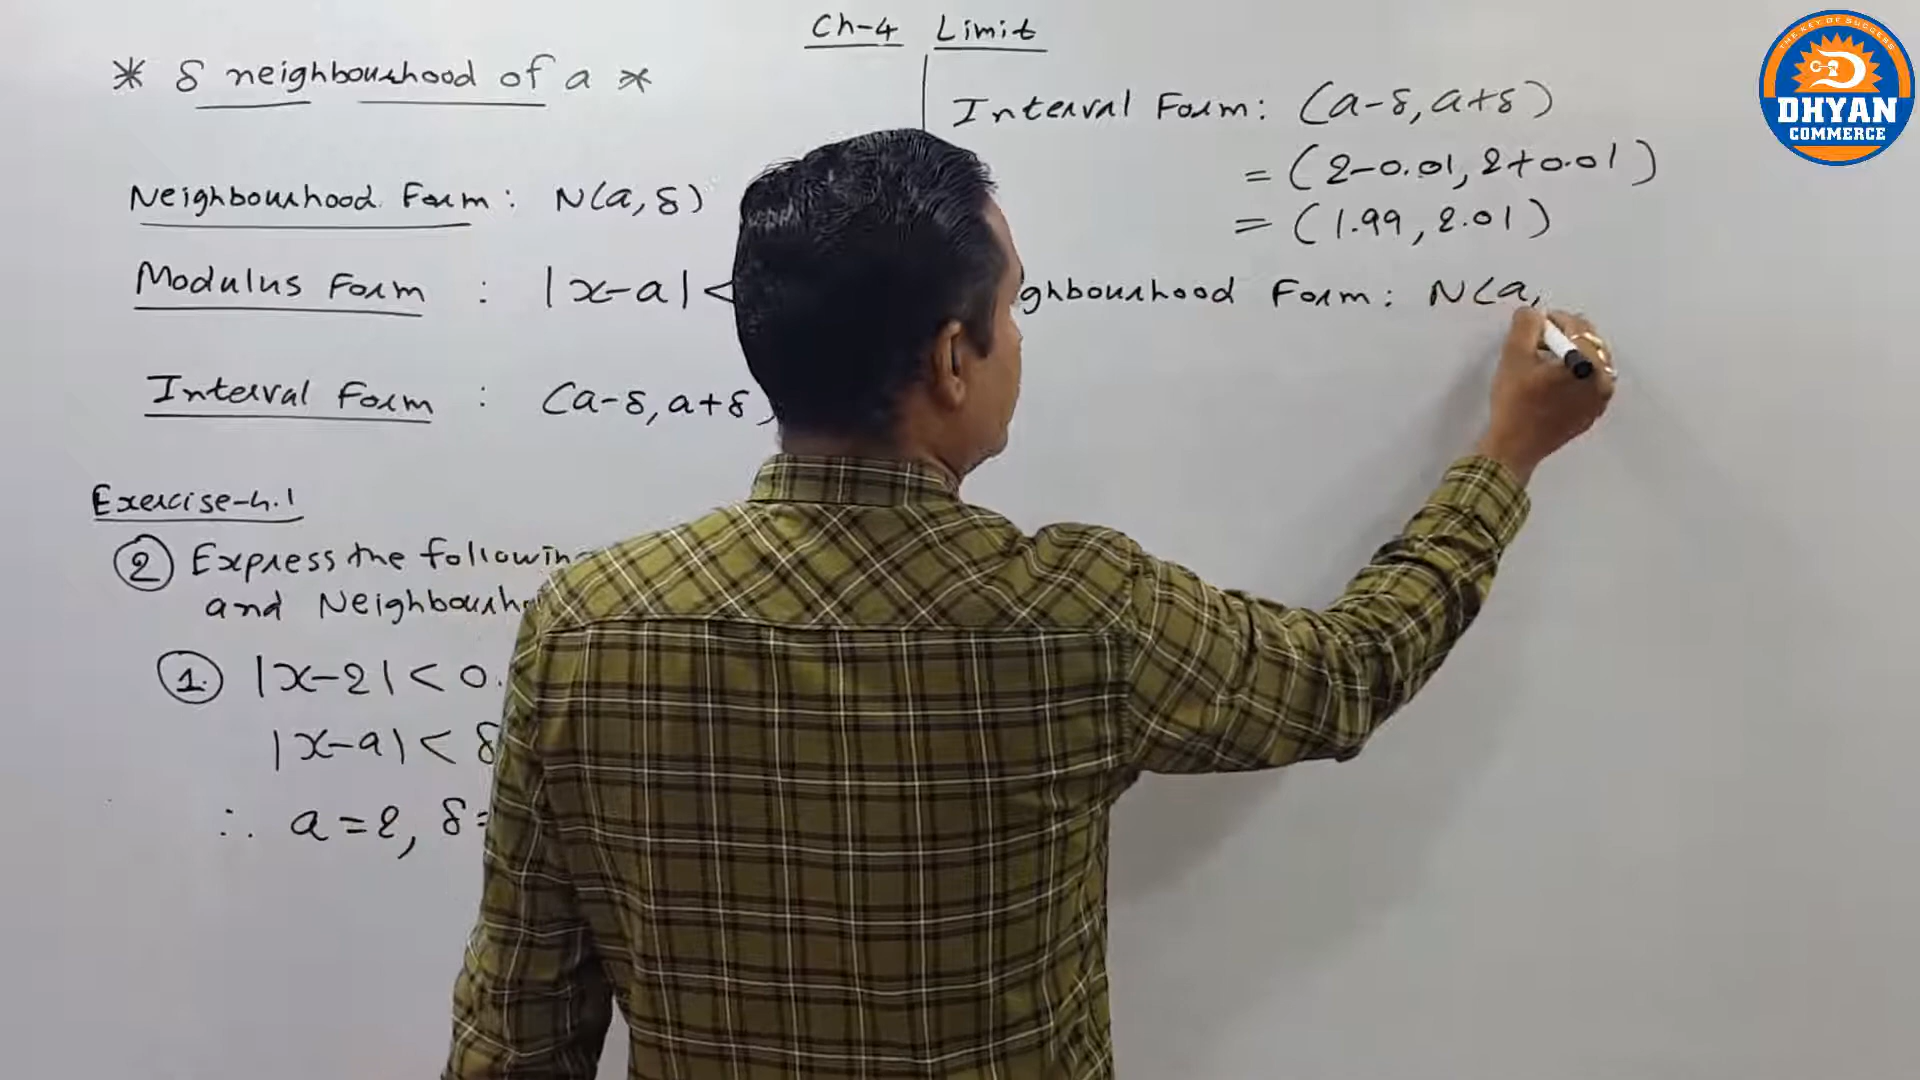 Ch-4 Limit
* δ neighbourhood of a *
Neighbourhood Form : N(a, δ)
Modulus Form : |x-a| <
Interval Form : (a-δ, a+δ)
Exercise-4.1
② Express the following
and Neighbourh
① |x-2| < 0.
|x-a| < δ
∴ a=2, δ=
Interval Form: (a-δ, a+δ)
= (2-0.01, 2+0.01)
= (1.99, 2.01)
ghbourhood Form: N(a,
THE KEY OF SUCCESS
DHYAN
COMMERCE